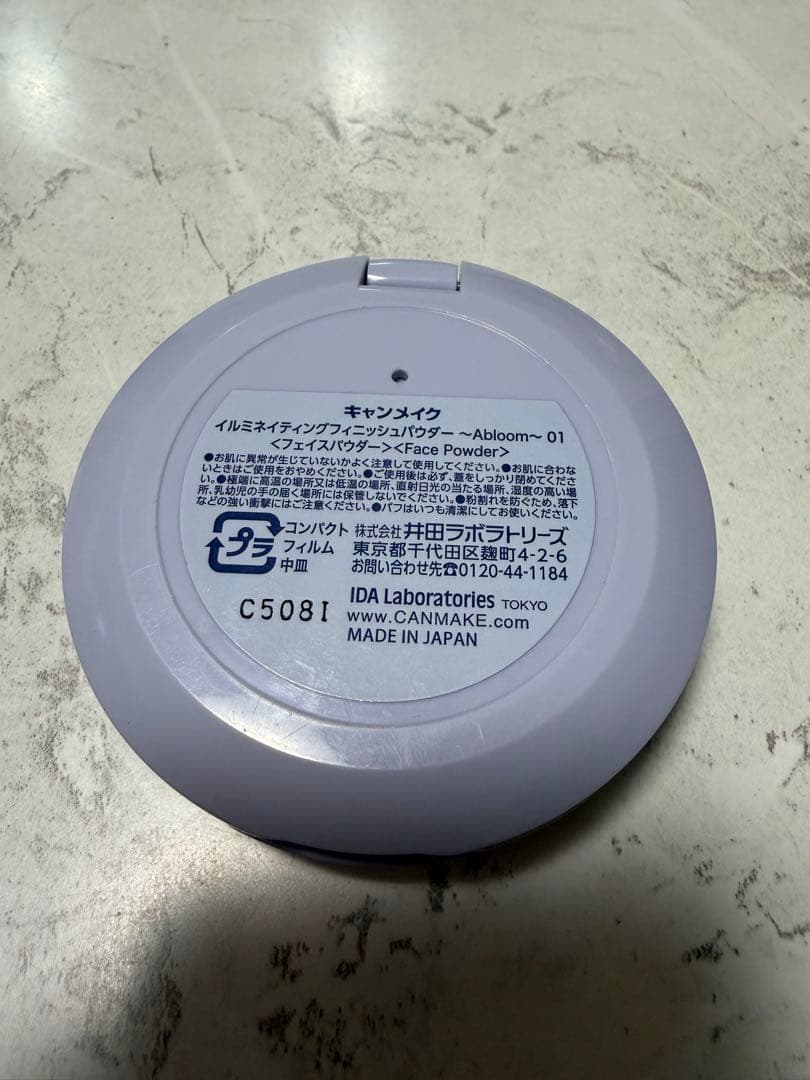 キャンメイク
イルミネイティングフィニッシュパウダー ～Abloom～ 01
<フェイスパウダー><Face Powder>
●お肌に異常が生じていないかよく注意して使用してください。●お肌に合わな
いときはご使用をおやめください。●ご使用後は必ず、蓋をしっかり閉めてくださ
い。●極端に高温の場所又は低温の場所、直射日光の当たる場所、湿度の高い場
所、乳幼児の手の届く場所には保管しないでください。●粉割れを防ぐため、落下
などの強い衝撃にはご注意ください。●パフはいつも清潔にしてお使いください。
プラ
コンパクト
フィルム
中皿
株式会社 井田ラボラトリーズ
東京都千代田区麹町4-2-6
お問い合わせ先☎0120-44-1184
C508I
IDA Laboratories TOKYO
www.CANMAKE.com
MADE IN JAPAN